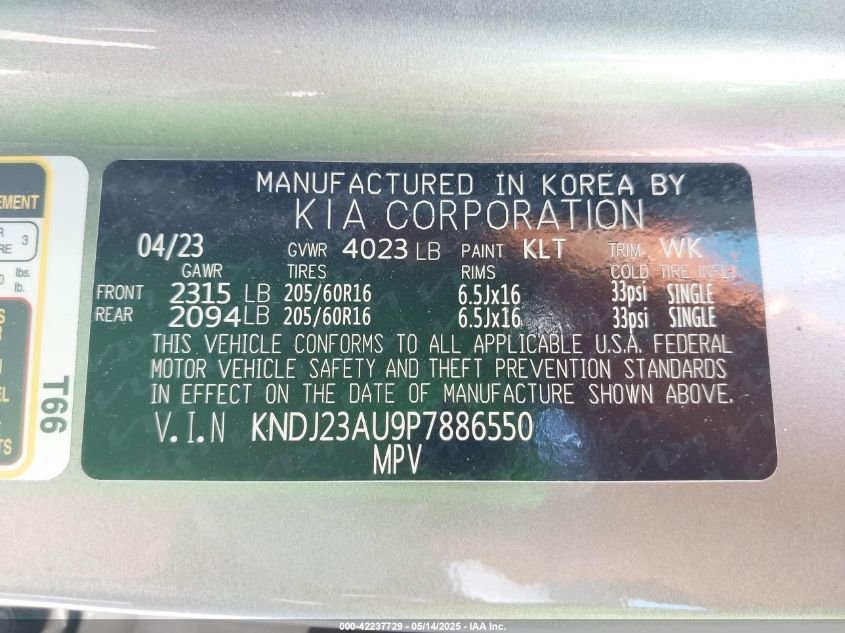 MANUFACTURED IN KOREA BY
KIA CORPORATION
04/23 GVWR 4023 LB PAINT KLT TRIM WK
GAWR TIRES RIMS COLD TIRE INFL.
FRONT 2315 LB 205/60R16 6.5Jx16 33psi SINGLE
REAR 2094 LB 205/60R16 6.5Jx16 33psi SINGLE
THIS VEHICLE CONFORMS TO ALL APPLICABLE U.S.A. FEDERAL
MOTOR VEHICLE SAFETY AND THEFT PREVENTION STANDARDS
IN EFFECT ON THE DATE OF MANUFACTURE SHOWN ABOVE.
V.I.N KNDJ23AU9P7886550
MPV
3
lbs.
lb.
T66
000-42237729 - 05/14/2025 - IAA Inc.